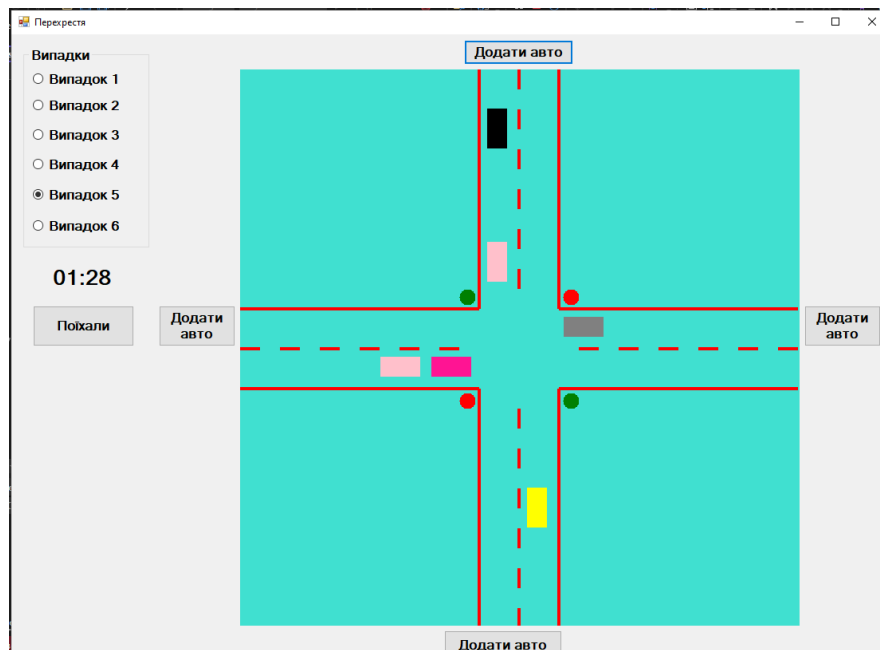 Перехрестя
Випадки
Випадок 1
Випадок 2
Випадок 3
Випадок 4
Випадок 5
Випадок 6
01:28
Поїхали
Додати авто
Додати
авто
Додати
авто
Додати авто